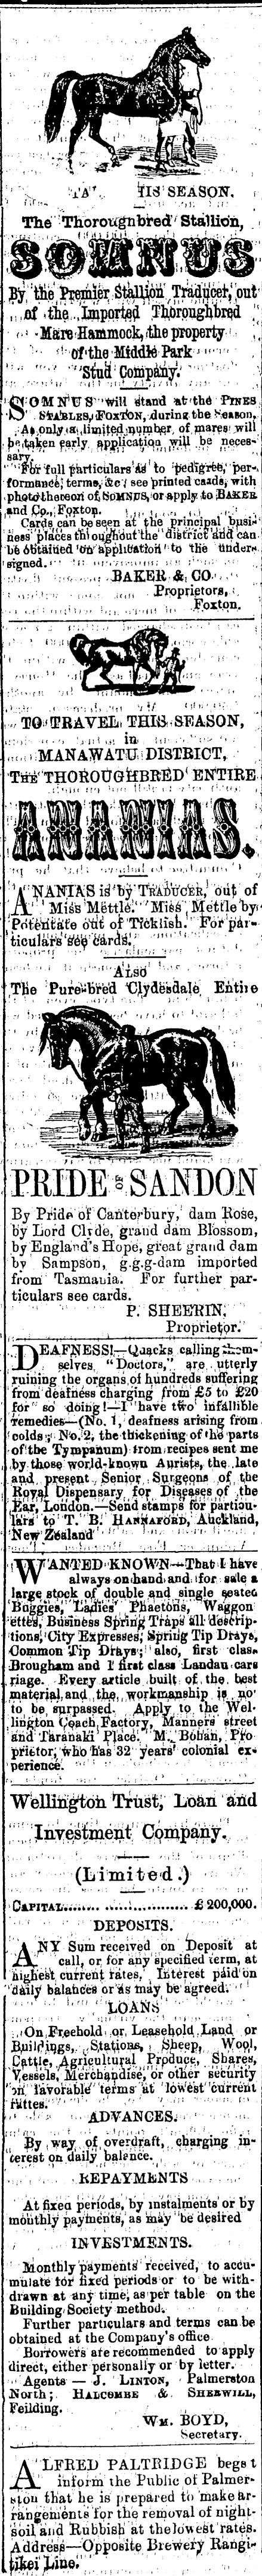 THIS SEASON.
The Thoroughbred Stallion,
SOMNUS
By the Premier Stallion Traducer, out
of the Imported Thoroughbred
Mare Hammock, the property
of the Middle Park
Stud Company.
SOMNUS will stand at the PINES
STABLES, FOXTON, during the Season,
As only a limited number of mares will
be taken early application will be neces-
sary.
For full particulars as to pedigree, per-
formance, terms, &c., see printed cards, with
photo thereon of SOMNUS, or apply to BAKER
and Co., Foxton.
Cards can be seen at the principal busi-
ness places throughout the district and can
be obtained on application to the under-
signed.
BAKER & CO
Proprietors,
Foxton.
TO TRAVEL THIS SEASON,
in
MANAWATU DISTRICT,
THE THOROUGHBRED ENTIRE
ANANIAS.
ANANIAS is by TRADUCER, out of
Miss Mettle. Miss Mettle by
Potentate out of Ticklish. For par-
ticulars see cards.
ALSO
The Pure-bred Clydesdale Entire
PRIDE OF SANDON
By Pride of Canterbury, dam Rose,
by Lord Clyde, grand dam Blossom,
by England's Hope, great grand dam
by Sampson, g.g.g-dam imported
from Tasmania. For further par-
ticulars see cards.
P. SHEERIN,
Proprietor.
DEAFNESS!—Quacks calling them-
selves "Doctors," are utterly
ruining the organs of hundreds suffering
from deafness charging from £5 to £20
for so doing!—I have two infallible
remedies—(No. 1, deafness arising from
colds; No. 2, the thickening of the parts
of the Tympanum) from recipes sent me
by those world-known Aurists, the late
and present Senior Surgeons of the
Royal Dispensary for Diseases of the
Ear, London.—Send stamps for particu-
lars to T. B. HANNAFORD, Auckland,
New Zealand
WANTED KNOWN—That I have
always on hand and for sale a
large stock of double and single seated
Buggies, Ladies' Phaetons, Waggon
ettes, Business Spring Traps all descrip-
tions, City Expresses, Spring Tip Drays,
Common Tip Drays; also, first class
Brougham and 1 first class Landau car-
riage. Every article built of the best
material and the workmanship is not
to be surpassed. Apply to the Wel-
lington Coach Factory, Manners street
and Taranaki Place. M. Bohan, Pro
prietor, who has 32 years' colonial ex-
perience.
Wellington Trust, Loan and
Investment Company.
(Limited.)
CAPITAL........ ................. £200,000.
DEPOSITS.
ANY Sum received on Deposit at
call, or for any specified term, at
highest current rates, Interest paid on
daily balances or as may be agreed.
LOANS
On Freehold or Leasehold Land or
Buildings, Stations, Sheep, Wool,
Cattle, Agricultural Produce, Shares,
Vessels, Merchandise, or other security
on favorable terms at lowest current
rates.
ADVANCES.
By way of overdraft, charging in-
terest on daily balance.
REPAYMENTS
At fixed periods, by instalments or by
monthly payments, as may be desired
INVESTMENTS.
Monthly payments received, to accu-
mulate for fixed periods or to be with-
drawn at any time, as per table on the
Building Society method.
Further particulars and terms can be
obtained at the Company's office
Borrowers are recommended to apply
direct, either personally or by letter.
Agents — J. LINTON, Palmerston
North; HALCOMBE & SHERWILL,
Feilding.
WM. BOYD,
Secretary.
ALFRED PALTRIDGE begs t
inform the Public of Palmer-
ston that he is prepared to make ar-
rangements for the removal of night-
soil and Rubbish at the lowest rates.
Address—Opposite Brewery Rangi-
tikei Line.